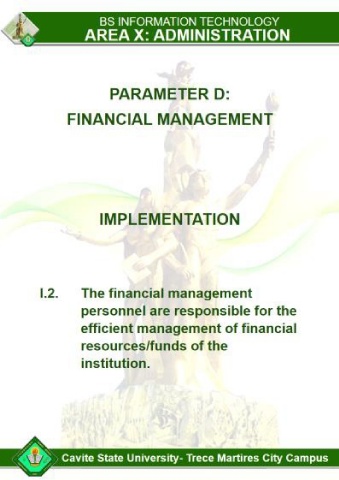 BS INFORMATION TECHNOLOGY
AREA X: ADMINISTRATION
PARAMETER D:
FINANCIAL MANAGEMENT
IMPLEMENTATION
I.2. The financial management
personnel are responsible for the
efficient management of financial
resources/funds of the
institution.
Cavite State University- Trece Martires City Campus